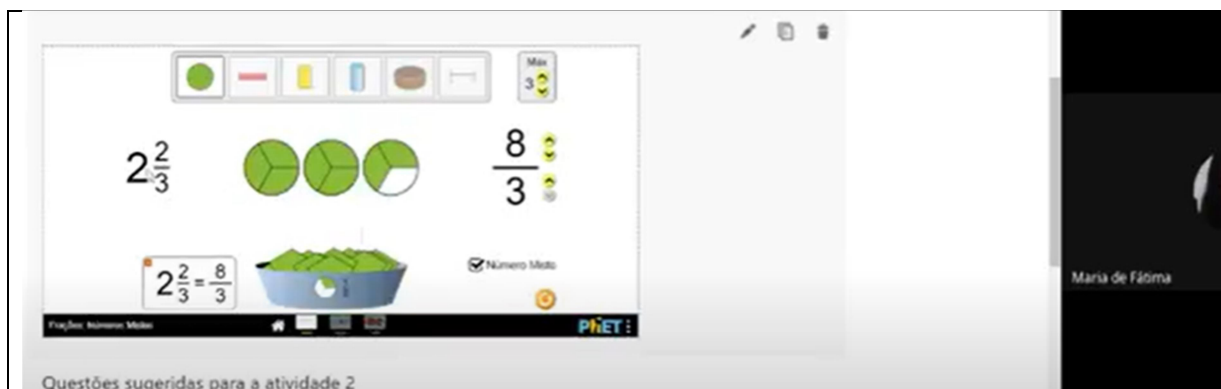 Máx
3
2 2/3
8/3
2 2/3 = 8/3
Número Misto
Frações: Números Mistos
PhET
Maria de Fátima
Questões sugeridas para a atividade 2